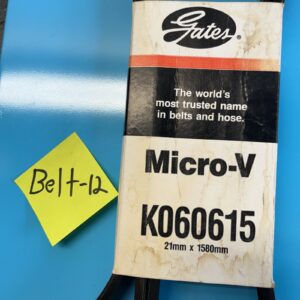 Gates
The world's
most trusted name
in belts and hose.
Micro-V
Belt-12
K060615
21mm x 1580mm